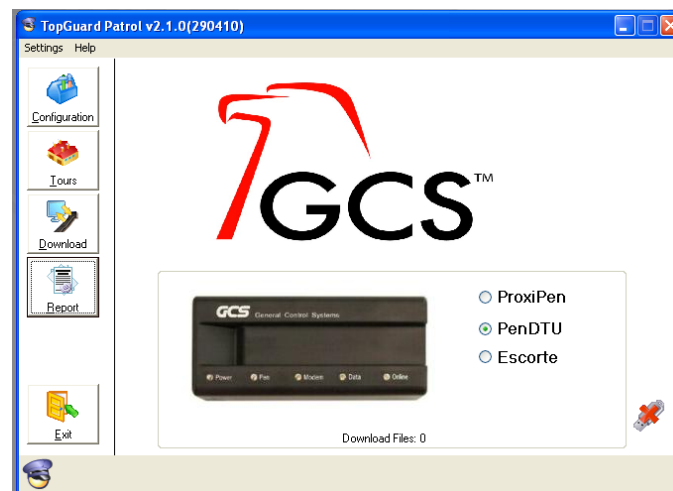 TopGuard Patrol v2.1.0(290410)
Settings Help
Configuration
Tours
Download
Report
Exit
GCS™
GCS General Control Systems
Power Pen Modem Data Online
ProxiPen
PenDTU
Escorte
Download Files: 0